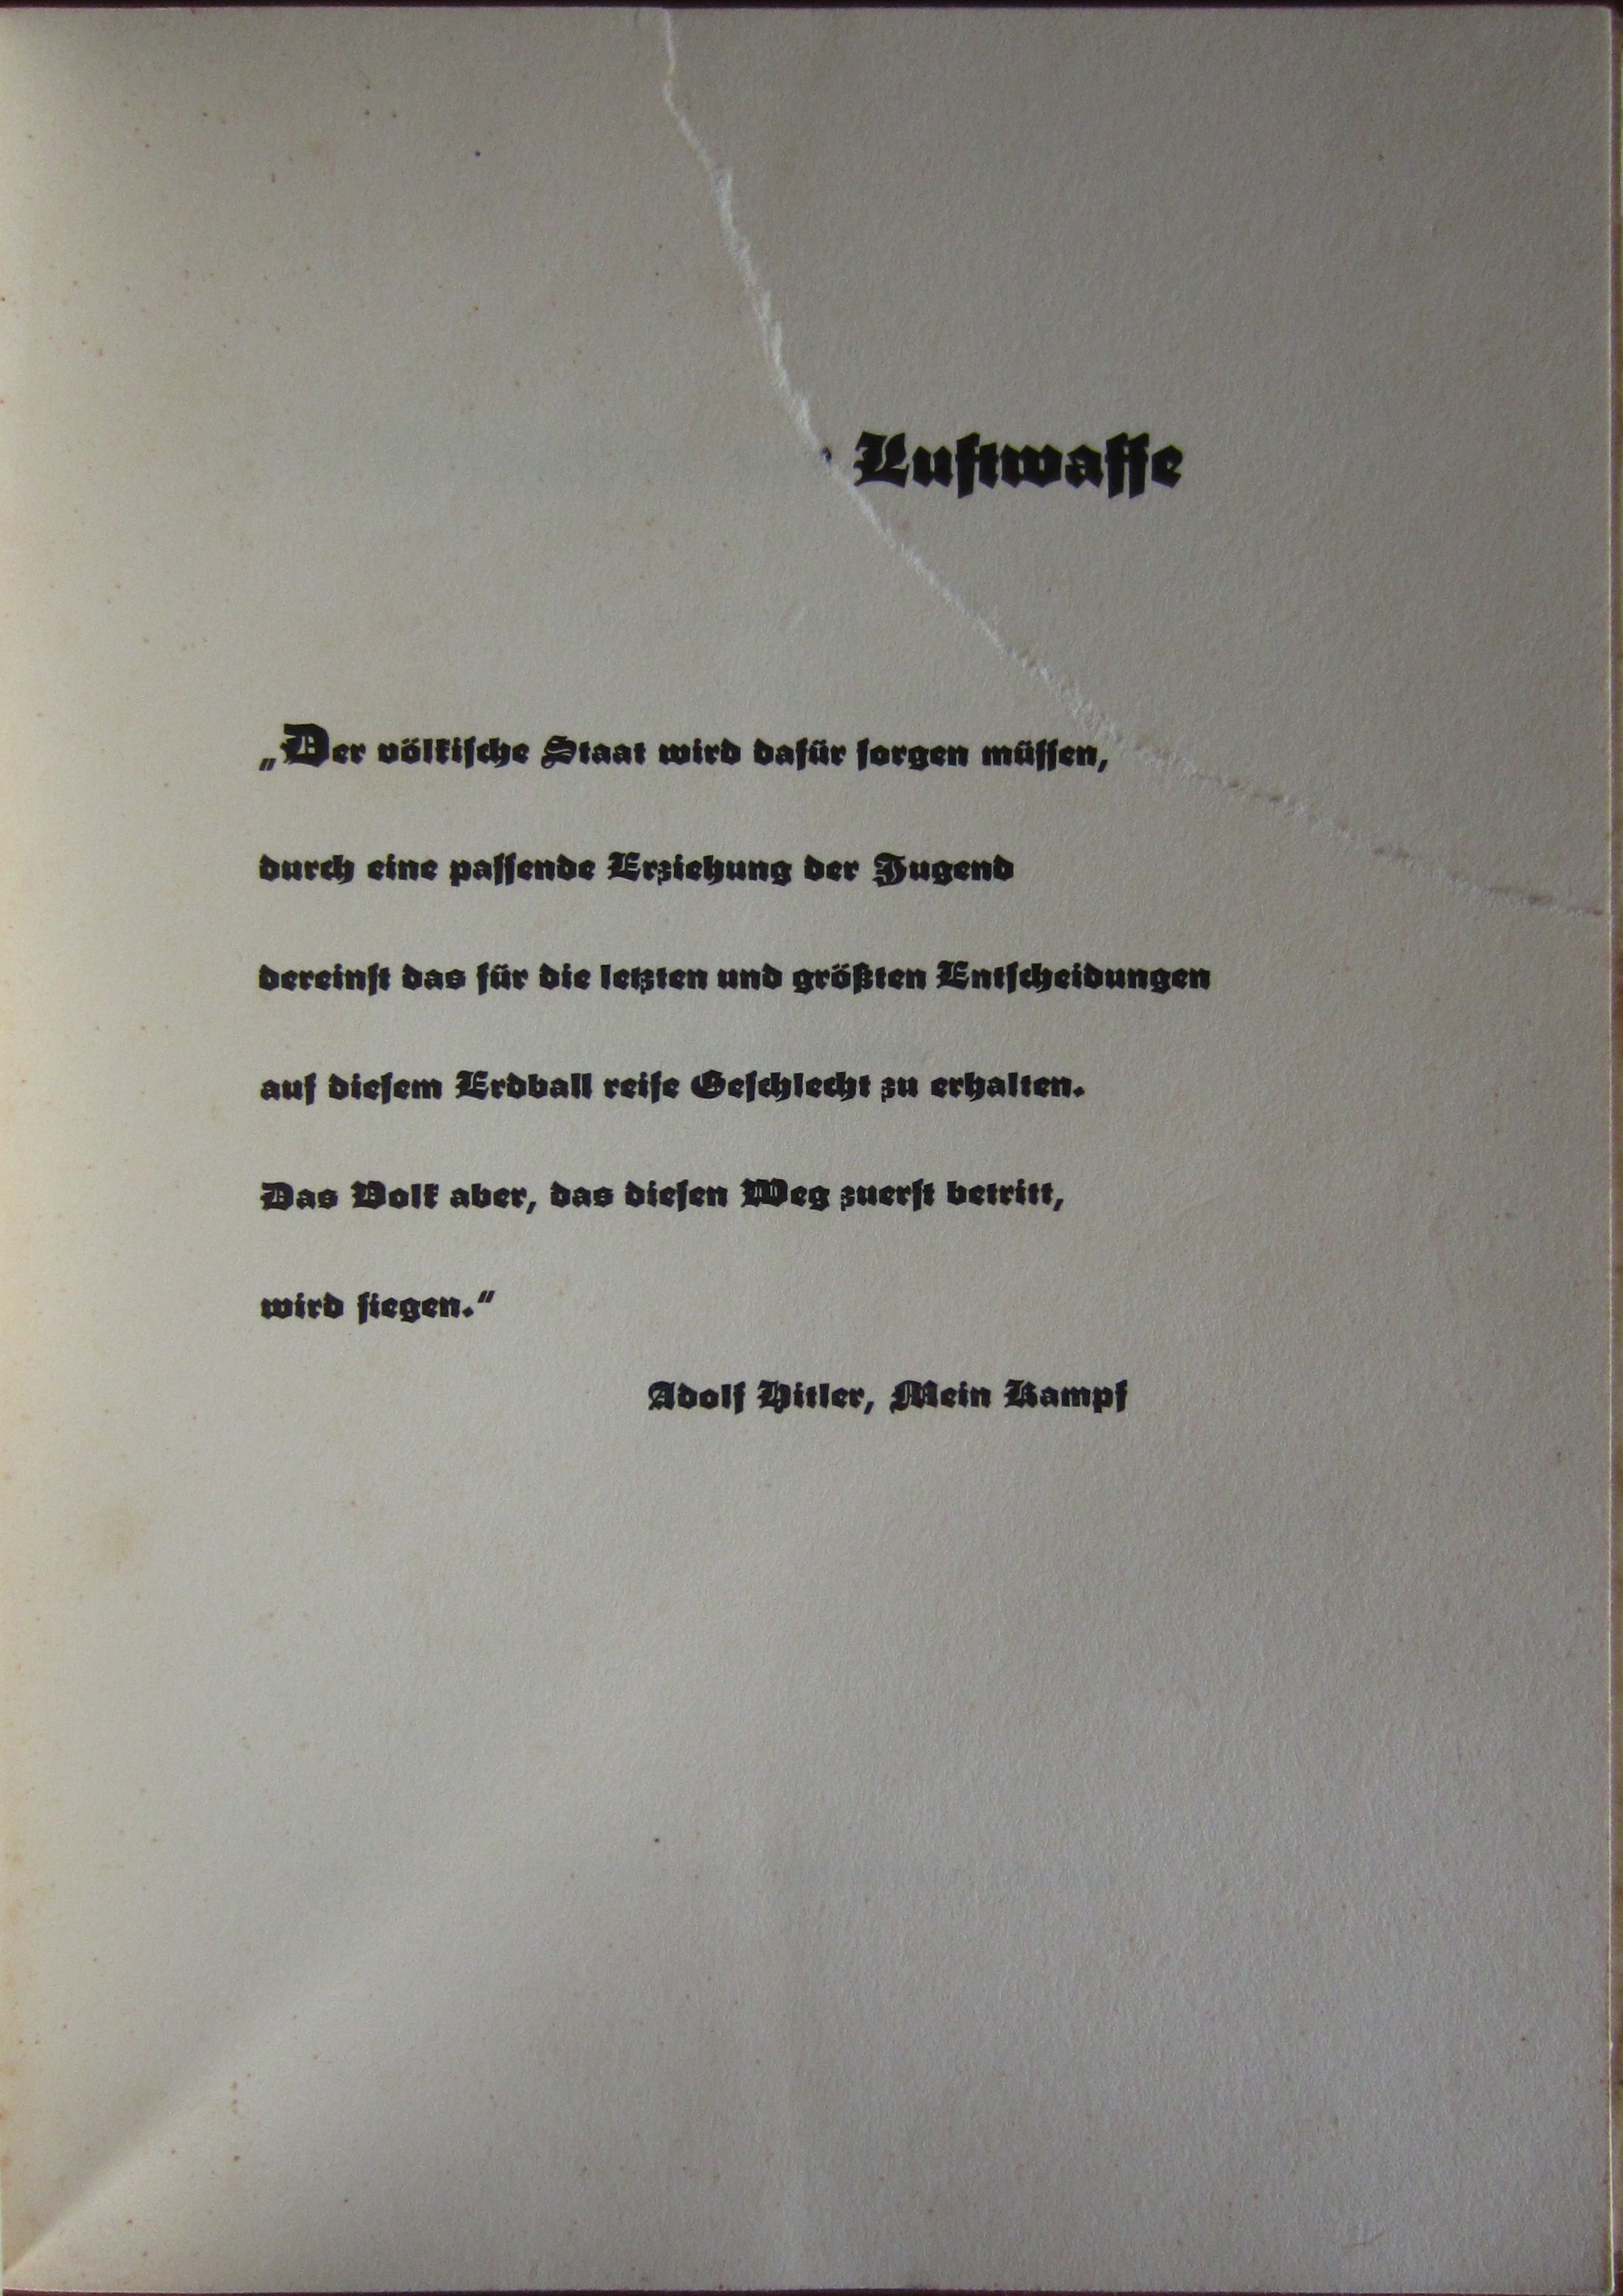 Luftwaffe
„Der völkische Staat wird dafür sorgen müssen,
durch eine passende Erziehung der Jugend
dereinst das für die letzten und größten Entscheidungen
auf diesem Erdball reife Geschlecht zu erhalten.
Das Volk aber, das diesen Weg zuerst betritt,
wird siegen.“
Adolf Hitler, Mein Kampf